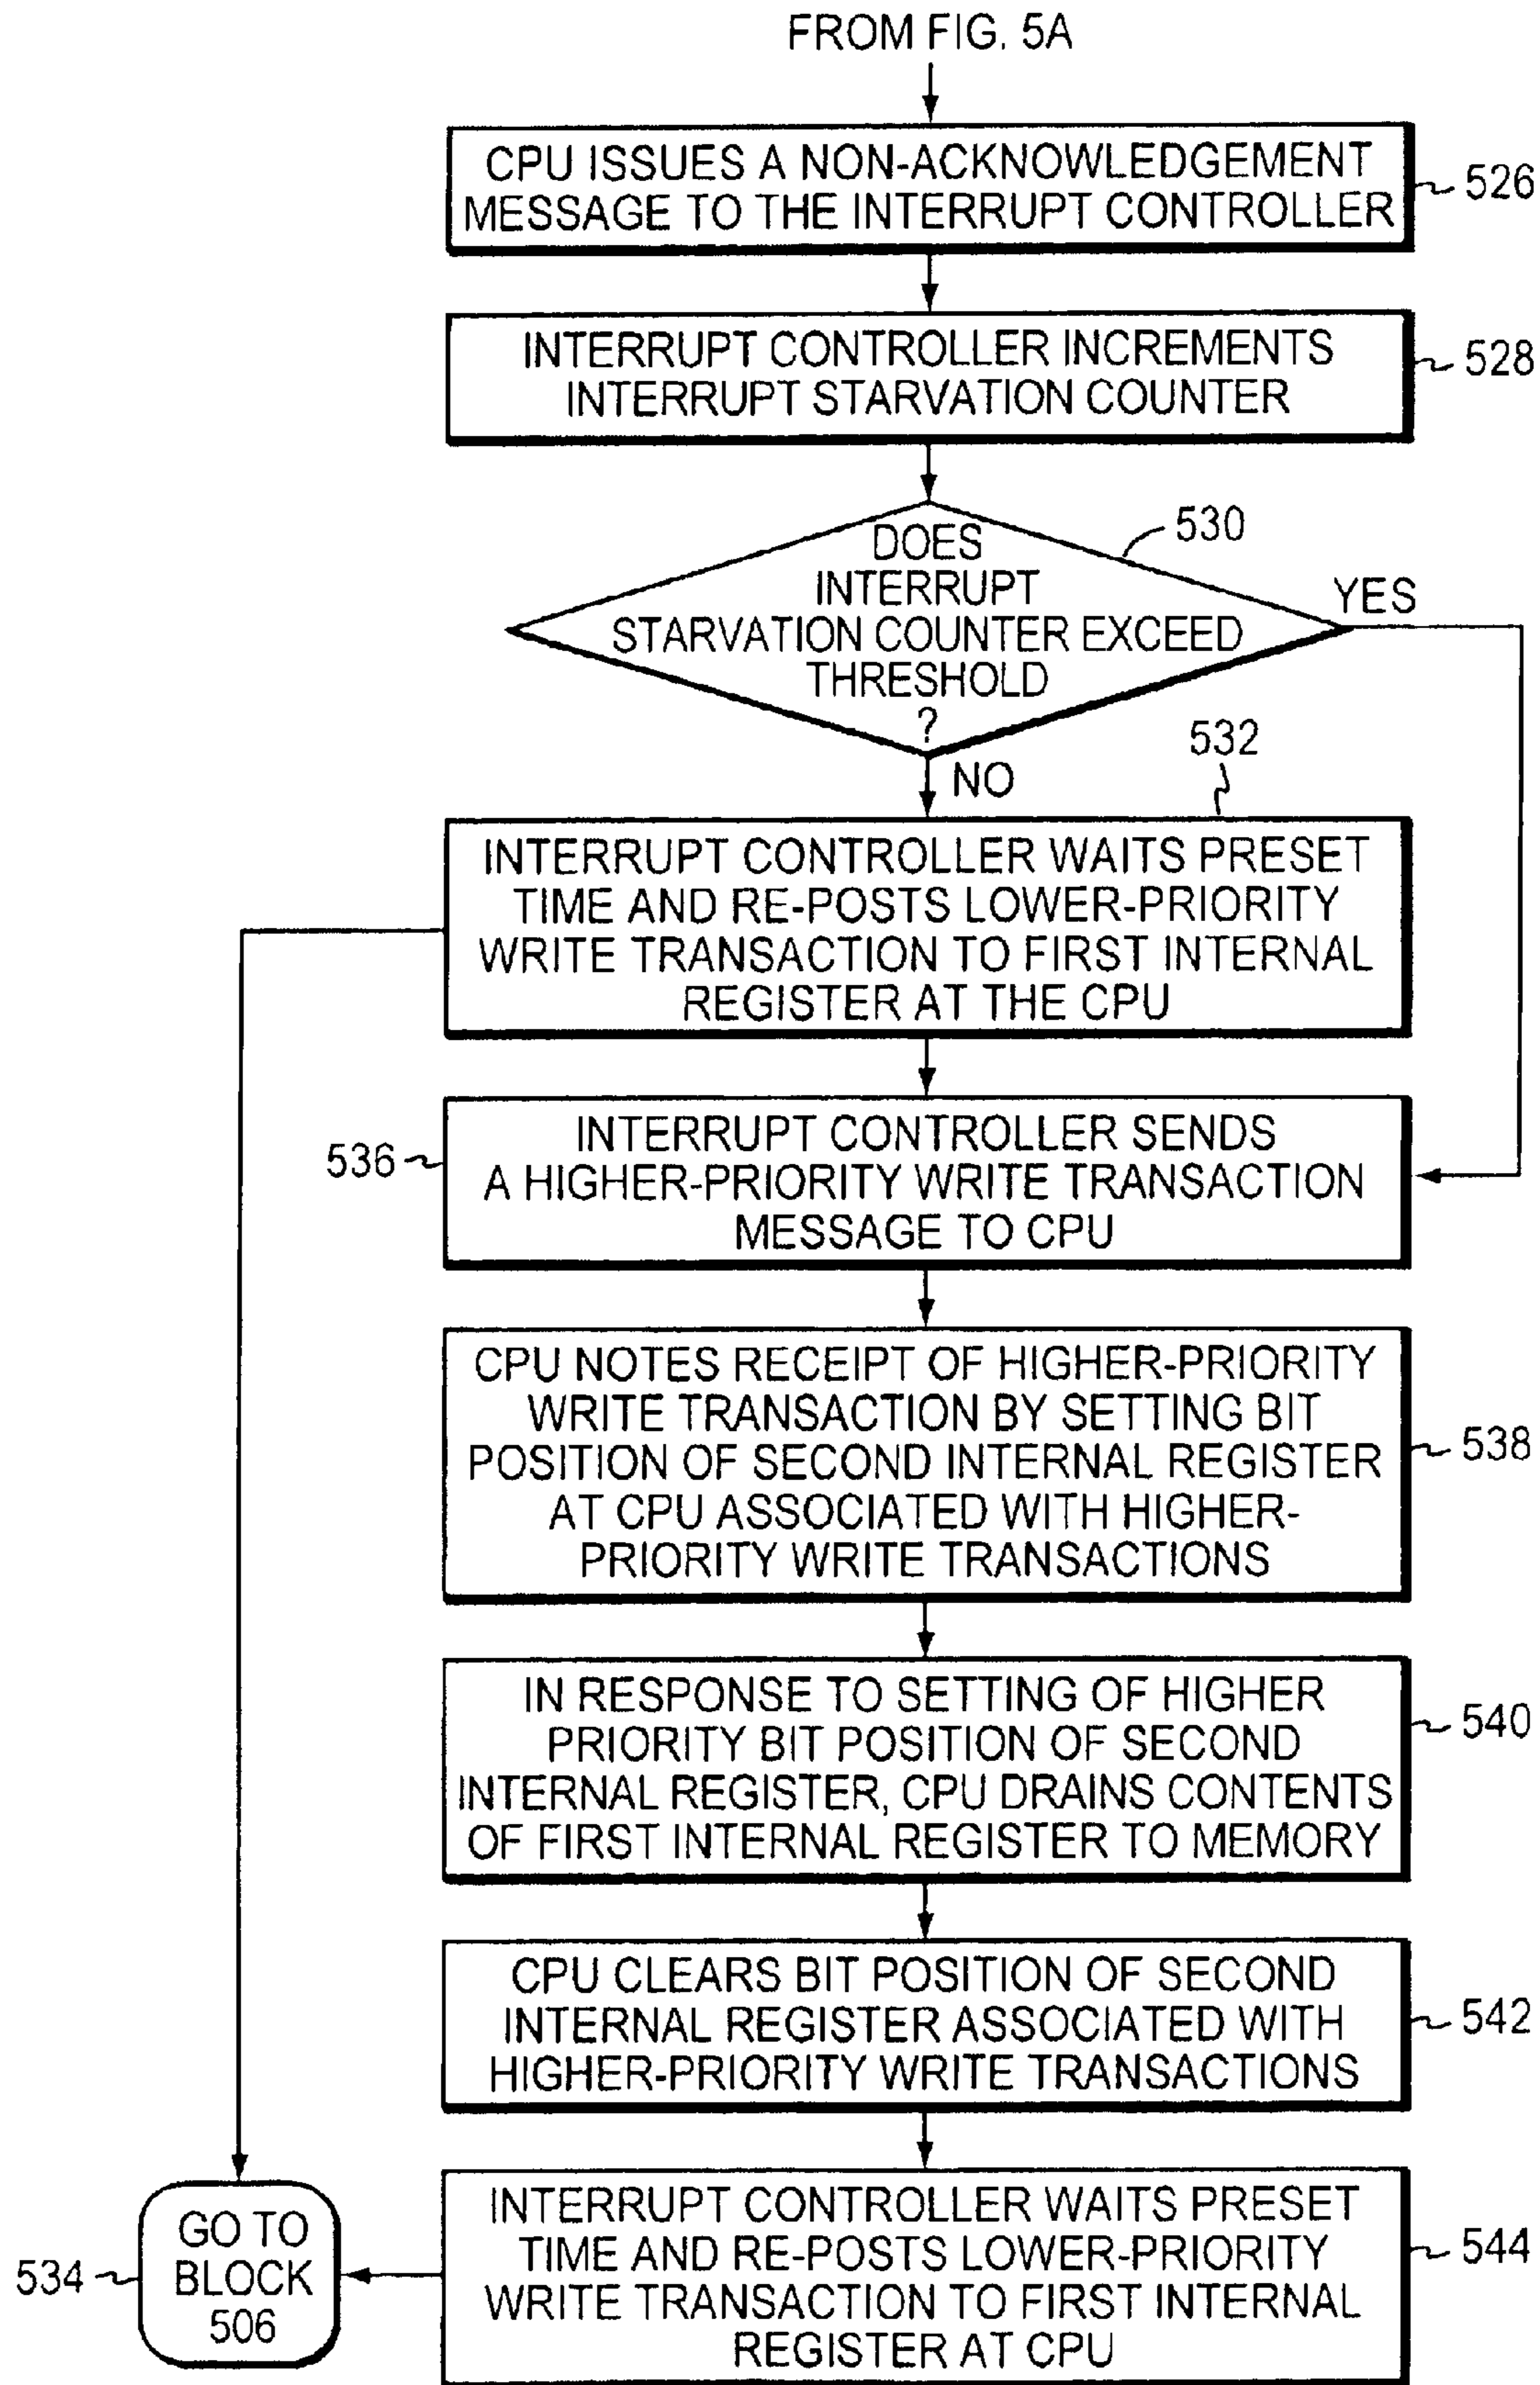 FROM FIG. 5A
CPU ISSUES A NON-ACKNOWLEDGEMENT
MESSAGE TO THE INTERRUPT CONTROLLER
526
INTERRUPT CONTROLLER INCREMENTS
INTERRUPT STARVATION COUNTER
528
DOES
INTERRUPT
STARVATION COUNTER EXCEED
THRESHOLD
?
530
YES
NO
532
INTERRUPT CONTROLLER WAITS PRESET
TIME AND RE-POSTS LOWER-PRIORITY
WRITE TRANSACTION TO FIRST INTERNAL
REGISTER AT THE CPU
536
INTERRUPT CONTROLLER SENDS
A HIGHER-PRIORITY WRITE TRANSACTION
MESSAGE TO CPU
CPU NOTES RECEIPT OF HIGHER-PRIORITY
WRITE TRANSACTION BY SETTING BIT
POSITION OF SECOND INTERNAL REGISTER
AT CPU ASSOCIATED WITH HIGHER-
PRIORITY WRITE TRANSACTIONS
538
IN RESPONSE TO SETTING OF HIGHER
PRIORITY BIT POSITION OF SECOND
INTERNAL REGISTER, CPU DRAINS CONTENTS
OF FIRST INTERNAL REGISTER TO MEMORY
540
CPU CLEARS BIT POSITION OF SECOND
INTERNAL REGISTER ASSOCIATED WITH
HIGHER-PRIORITY WRITE TRANSACTIONS
542
INTERRUPT CONTROLLER WAITS PRESET
TIME AND RE-POSTS LOWER-PRIORITY
WRITE TRANSACTION TO FIRST INTERNAL
REGISTER AT CPU
544
534
GO TO
BLOCK
506